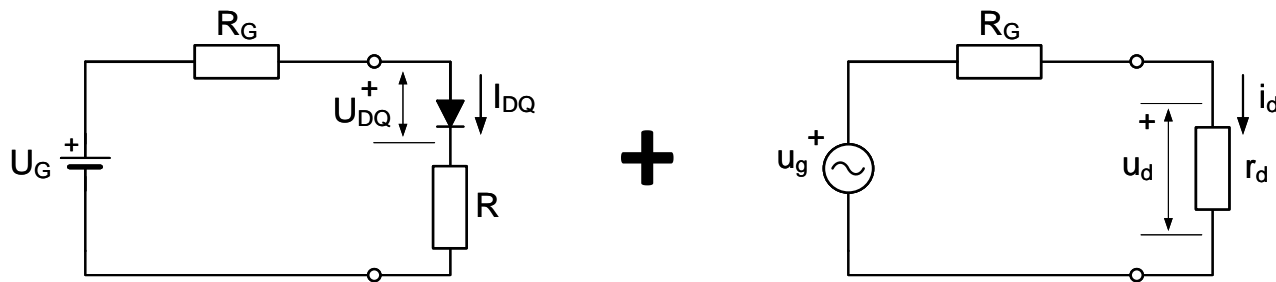 R_G
R_G
+
U_DQ
I_DQ
+
U_G
R
+
+
u_g
+
u_d
i_d
r_d